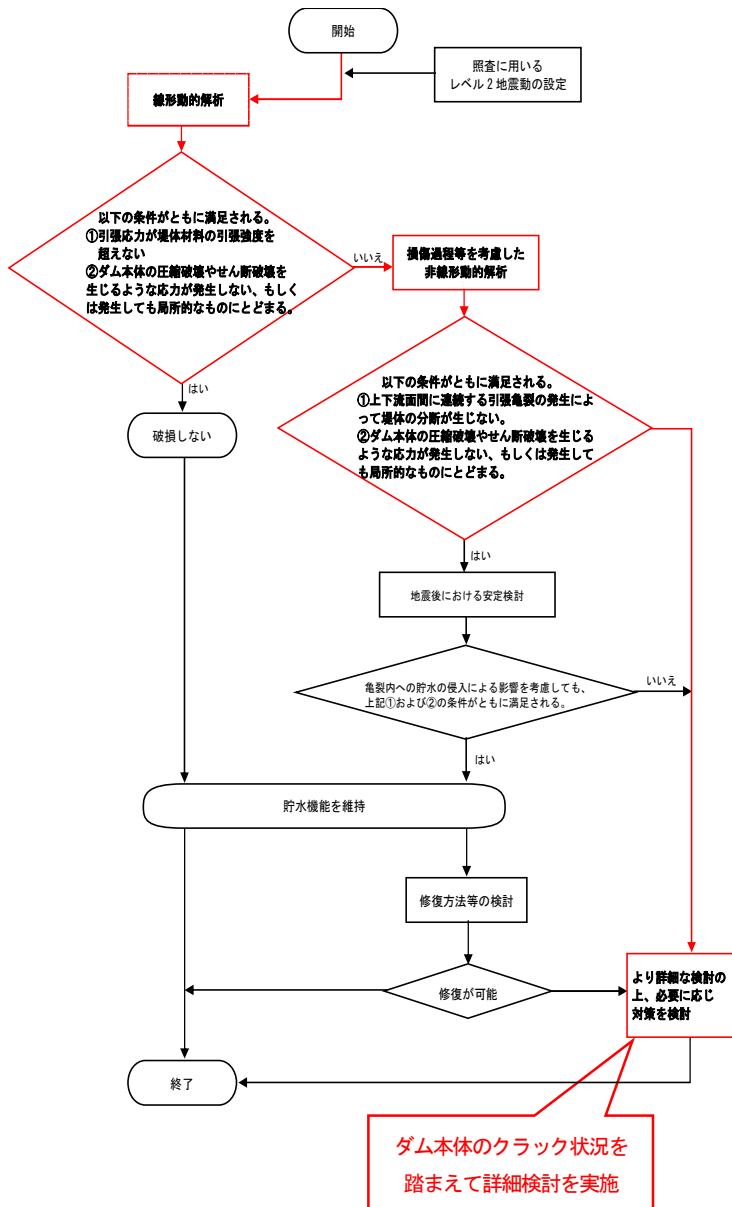 開始
照査に用いる
レベル2地震動の設定
線形動的解析
以下の条件がともに満足される。
①引張応力が堤体材料の引張強度を
超えない
②ダム本体の圧縮破壊やせん断破壊を
生じるような応力が発生しない、もしく
は発生しても局所的なものにとどまる。
いいえ
損傷過程等を考慮した
非線形動的解析
はい
破損しない
以下の条件がともに満足される。
①上下流面間に連続する引張亀裂の発生によ
って堤体の分断が生じない。
②ダム本体の圧縮破壊やせん断破壊を生じる
ような応力が発生しない、もしくは発生して
も局所的なものにとどまる。
はい
地震後における安定検討
亀裂内への貯水の侵入による影響を考慮しても、
上記①および②の条件がともに満足される。
いいえ
はい
貯水機能を維持
修復方法等の検討
修復が可能
より詳細な検討の
上、必要に応じ
対策を検討
終了
ダム本体のクラック状況を
踏まえて詳細検討を実施